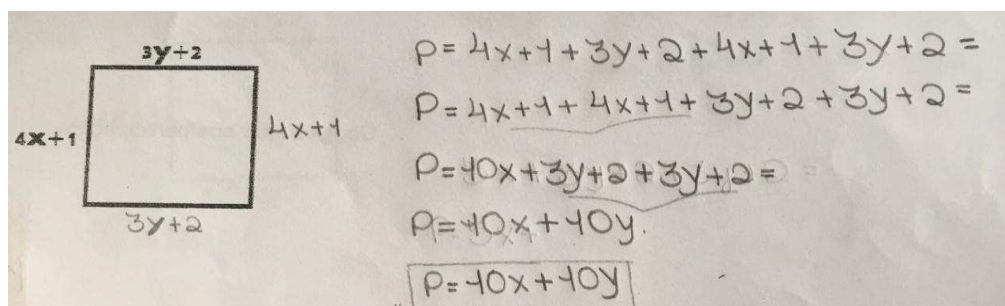 3y+2
4x+1
4x+1
3y+2
P= 4x+1+3y+2+4x+1+3y+2=
P=4x+1+4x+1+3y+2+3y+2=
P=10x+3y+2+3y+2=
P=10x+10y.
P=10x+10y